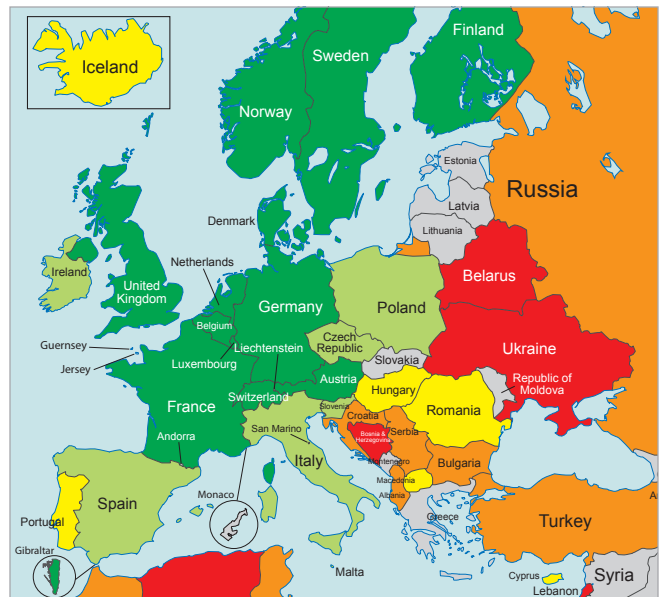 Iceland
Finland
Sweden
Norway
Estonia
Russia
Latvia
Denmark
Lithuania
Netherlands
Ireland
United
Kingdom
Belarus
Germany
Poland
Belgium
Guernsey
Liechtenstein
Czech
Republic
Ukraine
Luxembourg
Slovakia
Jersey
Austria
Republic of
Moldova
Hungary
Switzerland
France
Slovenia
Romania
Croatia
San Marino
Andorra
Bosnia &
Herzegovina
Serbia
Italy
Montenegro
Bulgaria
Monaco
Macedonia
Albania
A
Spain
Portugal
Greece
Turkey
Gibraltar
Malta
Cyprus
Syria
Lebanon